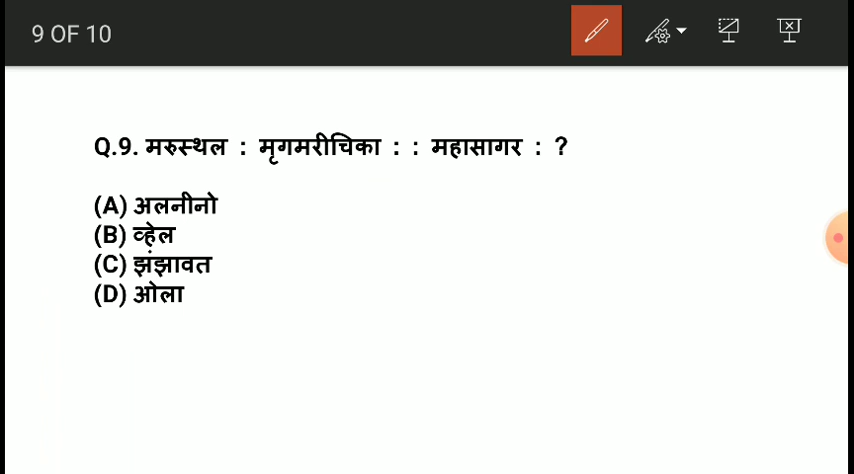 9 OF 10
Q.9. मरुस्थल : मृगमरीचिका : : महासागर : ?
(A) अलनीनो
(B) व्हेल
(C) झंझावत
(D) ओला